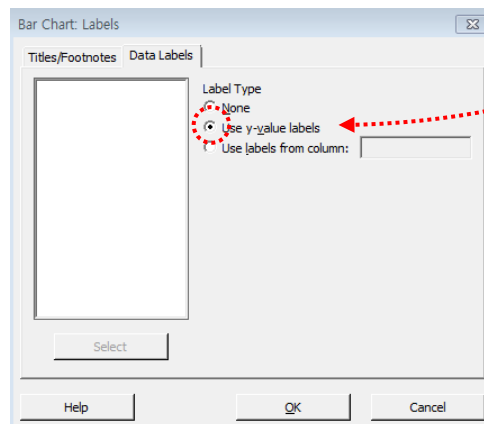 Bar Chart: Labels
Titles/Footnotes Data Labels
Label Type
None
Use y-value labels
Use labels from column:
Select
Help OK Cancel